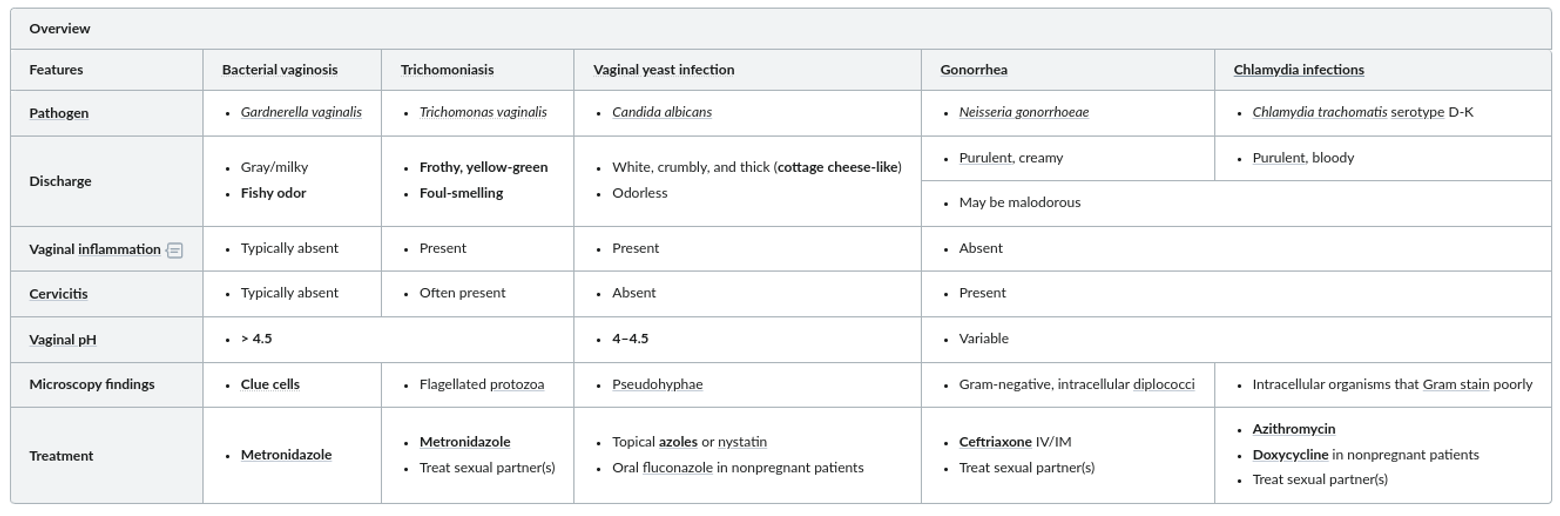 Overview
Features Bacterial vaginosis Trichomoniasis Vaginal yeast infection Gonorrhea Chlamydia infections
Pathogen • Gardnerella vaginalis • Trichomonas vaginalis • Candida albicans • Neisseria gonorrhoeae • Chlamydia trachomatis serotype D-K
Discharge
• Gray/milky
• Fishy odor
• Frothy, yellow-green
• Foul-smelling
• White, crumbly, and thick (cottage cheese-like)
• Odorless
• Purulent, creamy
• Purulent, bloody
• May be malodorous
Vaginal inflammation • Typically absent • Present • Present • Absent
Cervicitis • Typically absent • Often present • Absent • Present
Vaginal pH • > 4.5 • 4–4.5 • Variable
Microscopy findings • Clue cells • Flagellated protozoa • Pseudohyphae • Gram-negative, intracellular diplococci • Intracellular organisms that Gram stain poorly
Treatment
• Metronidazole
• Metronidazole
• Treat sexual partner(s)
• Topical azoles or nystatin
• Oral fluconazole in nonpregnant patients
• Ceftriaxone IV/IM
• Treat sexual partner(s)
• Azithromycin
• Doxycycline in nonpregnant patients
• Treat sexual partner(s)